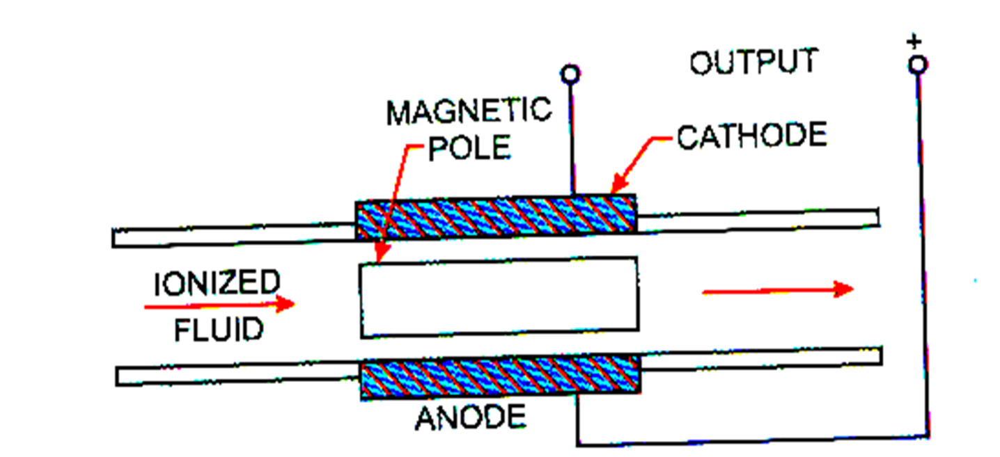 +
OUTPUT
MAGNETIC
POLE
CATHODE
IONIZED
FLUID
ANODE